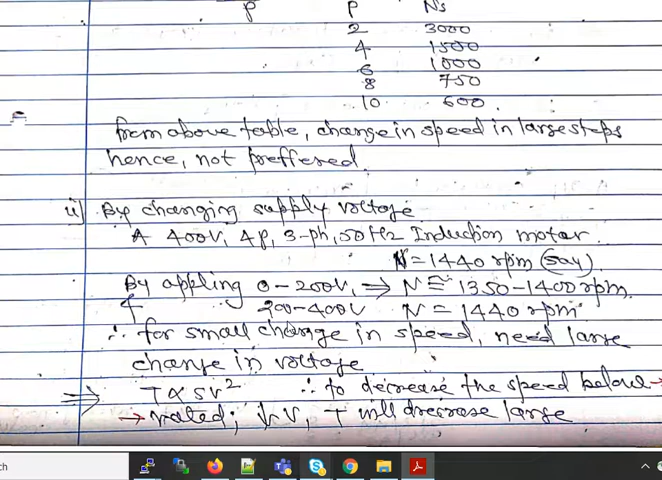 P P Ns
2 3000
4 1500
6 1000
8 750
10 600.
from above table, change in speed in large steps
hence, not preffered.
ii) By changing supply voltage
A 400V, 4P, 3-ph, 50 Hz Induction motor.
N = 1440 rpm (say).
By appling 0-200V, ⇒ N ≅ 1350-1400 rpm.
& 200-400V N = 1440 rpm.
∴ for small change in speed, need large
change in voltage
⇒ T ∝ SV² ∴ to decrease the speed below→
→ rated; ↓V, T will decrease large
ch